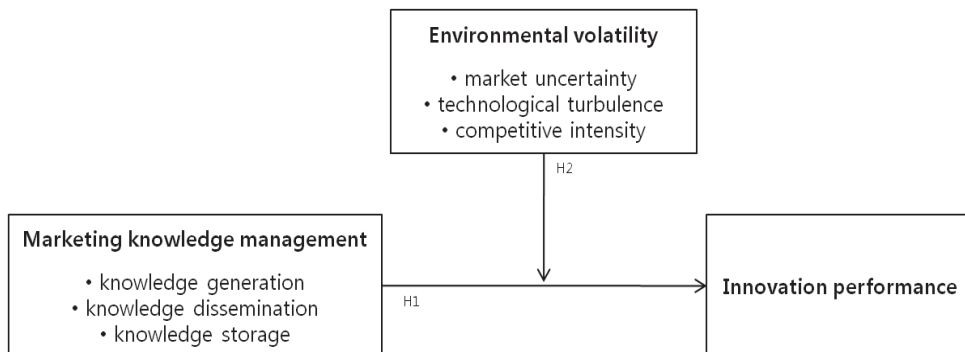 Environmental volatility
• market uncertainty
• technological turbulence
• competitive intensity
H2
Marketing knowledge management
• knowledge generation
• knowledge dissemination
• knowledge storage
H1
Innovation performance